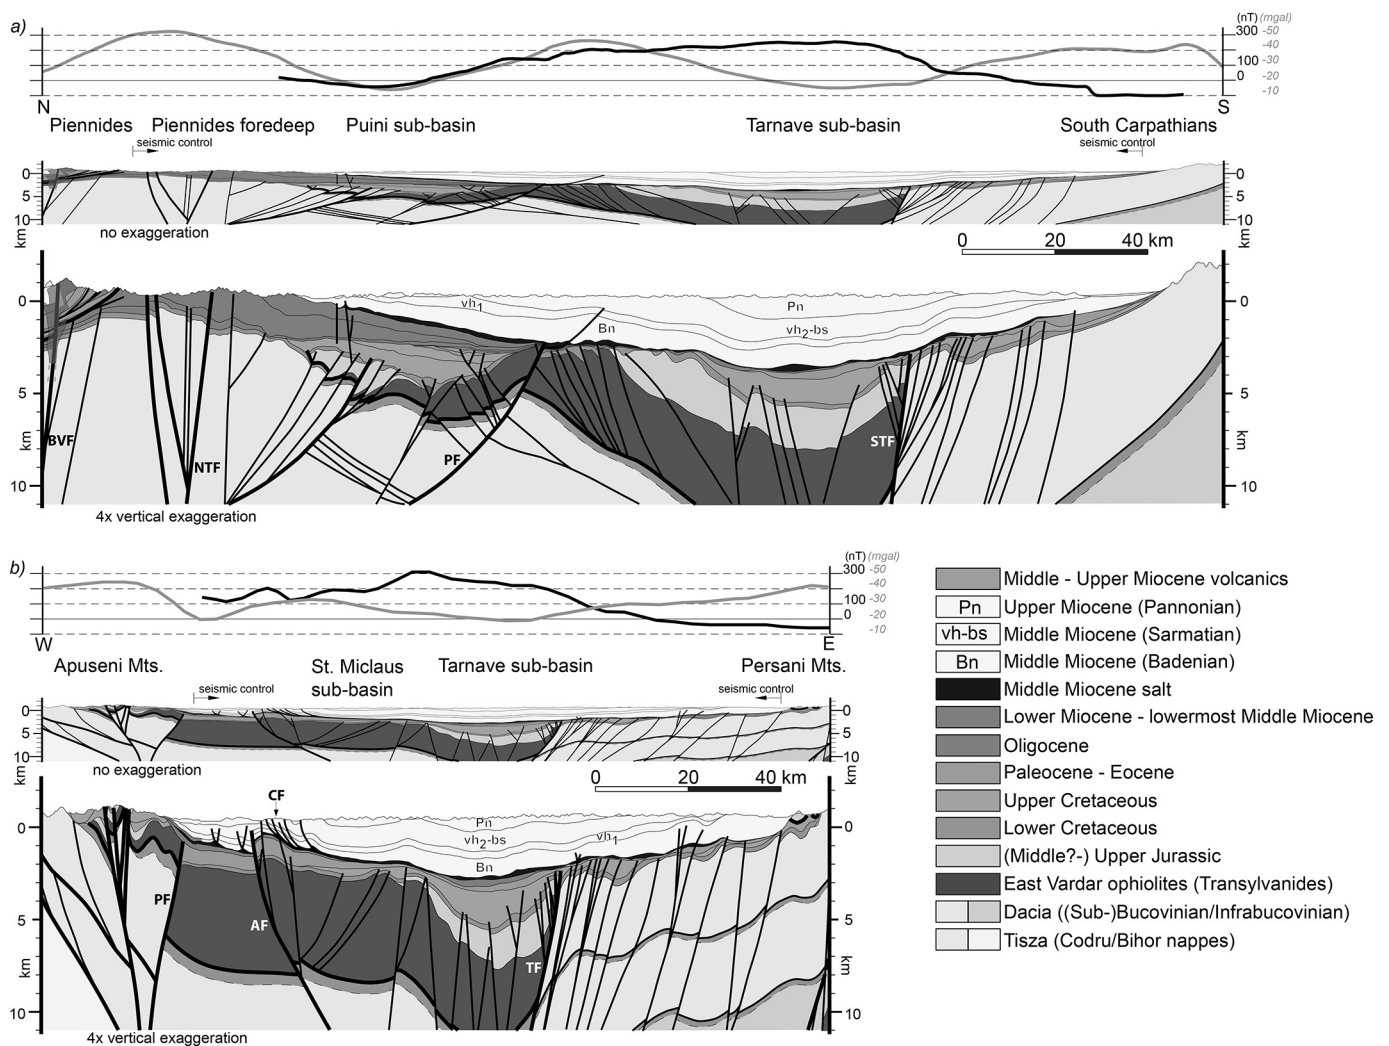 a)
(nT) (mgal)
300 -50
-40
100 -30
0 -20
-10
N S
Piennides Piennides foredeep Puini sub-basin Tarnave sub-basin South Carpathians
seismic control seismic control
0 0
5 5
10 10
km km
no exaggeration
0 20 40 km
0 vh1 Pn 0
Bn vh2-bs
5 5
BVF NTF PF STF
km km
10 10
4x vertical exaggeration
b)
(nT) (mgal)
300 -50
-40
100 -30
0 -20
-10
W E
Apuseni Mts. St. Miclaus sub-basin Tarnave sub-basin Persani Mts.
seismic control seismic control
0 0
5 5
10 10
km km
no exaggeration
0 20 40 km
CF
0 Pn 0
vh2-bs vh1
Bn
PF
5 AF 5
TF
km km
10 10
4x vertical exaggeration
Middle - Upper Miocene volcanics
Pn Upper Miocene (Pannonian)
vh-bs Middle Miocene (Sarmatian)
Bn Middle Miocene (Badenian)
Middle Miocene salt
Lower Miocene - lowermost Middle Miocene
Oligocene
Paleocene - Eocene
Upper Cretaceous
Lower Cretaceous
(Middle?-) Upper Jurassic
East Vardar ophiolites (Transylvanides)
Dacia ((Sub-)Bucovinian/Infrabucovinian)
Tisza (Codru/Bihor nappes)